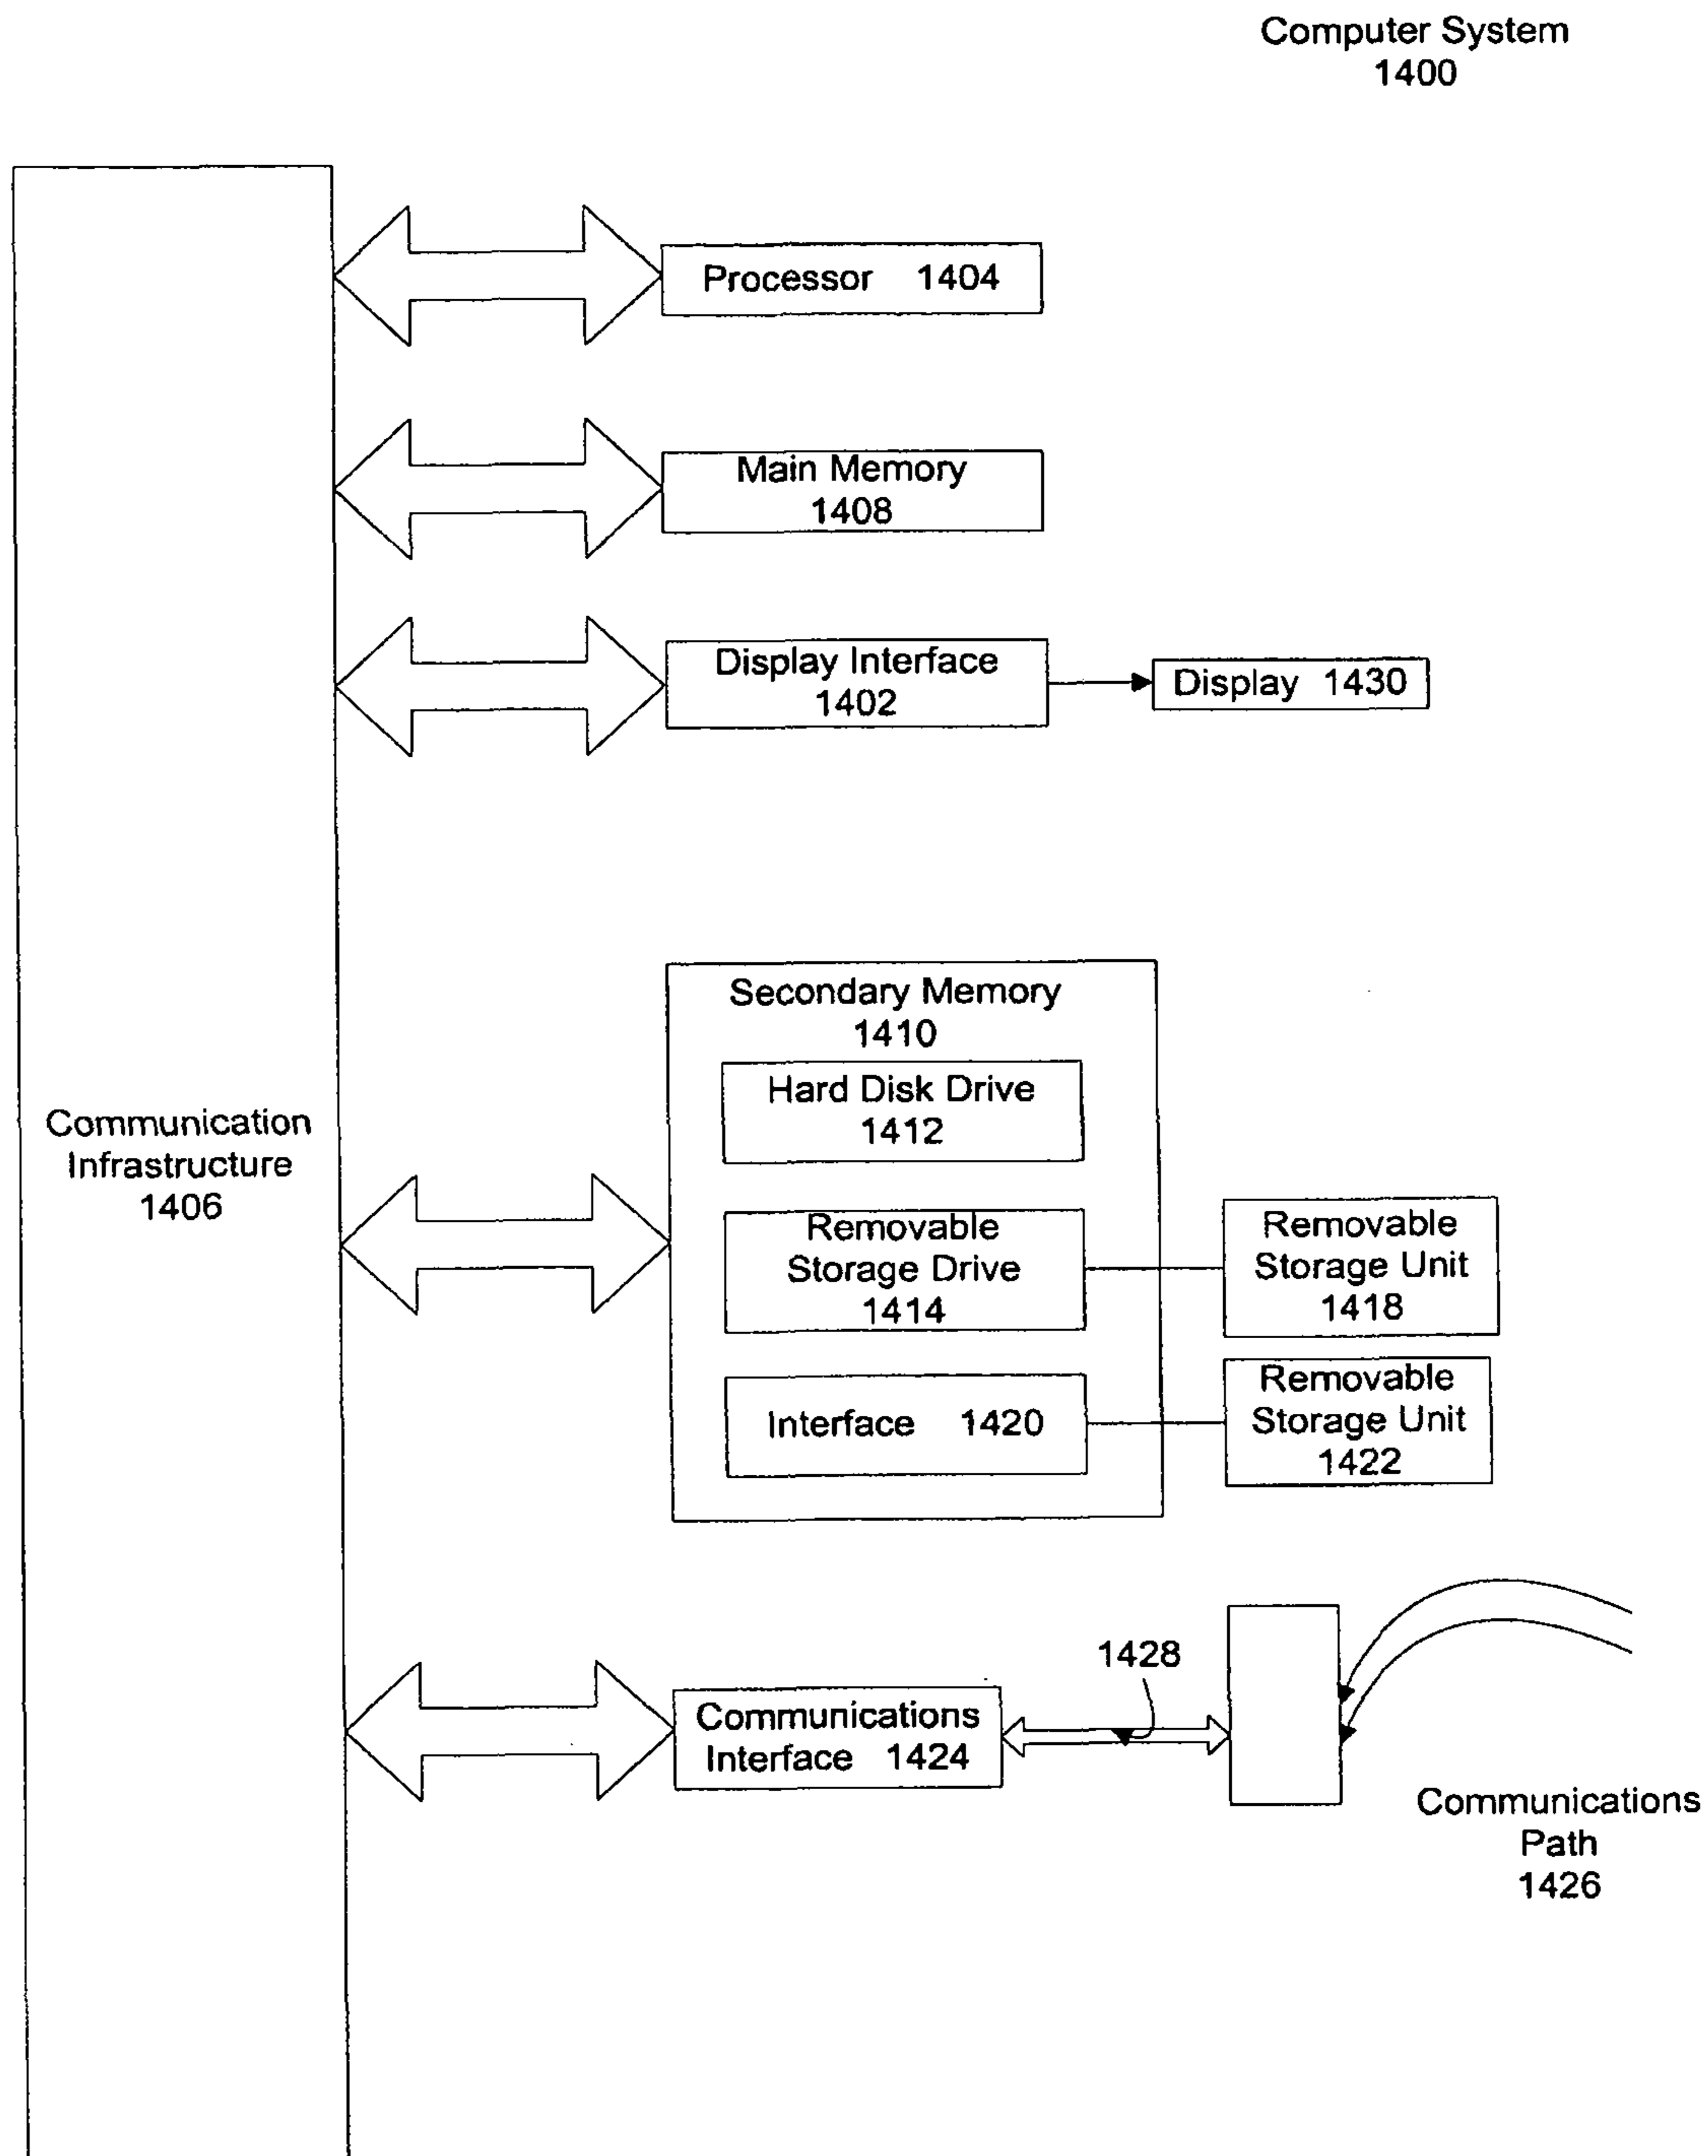 Computer System
1400
Processor 1404
Main Memory
1408
Display Interface
1402
Display 1430
Secondary Memory
1410
Hard Disk Drive
1412
Communication
Infrastructure
1406
Removable
Storage Drive
1414
Removable
Storage Unit
1418
Interface 1420
Removable
Storage Unit
1422
1428
Communications
Interface 1424
Communications
Path
1426